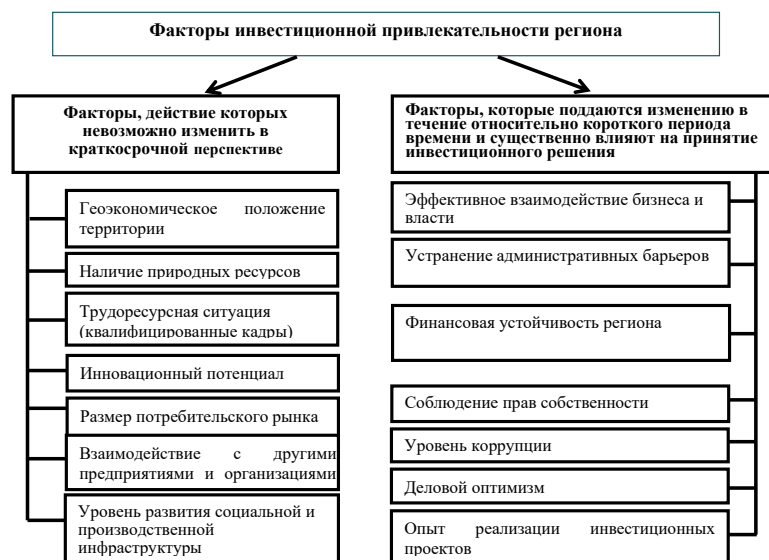 Факторы инвестиционной привлекательности региона
Факторы, действие которых
невозможно изменить в
краткосрочной перспективе
Геоэкономическое положение
территории
Наличие природных ресурсов
Трудоресурсная ситуация
(квалифицированные кадры)
Инновационный потенциал
Размер потребительского рынка
Взаимодействие с другими
предприятиями и организациями
Уровень развития социальной и
производственной
инфраструктуры
Факторы, которые поддаются изменению в
течение относительно короткого периода
времени и существенно влияют на принятие
инвестиционного решения
Эффективное взаимодействие бизнеса и
власти
Устранение административных барьеров
Финансовая устойчивость региона
Соблюдение прав собственности
Уровень коррупции
Деловой оптимизм
Опыт реализации инвестиционных
проектов